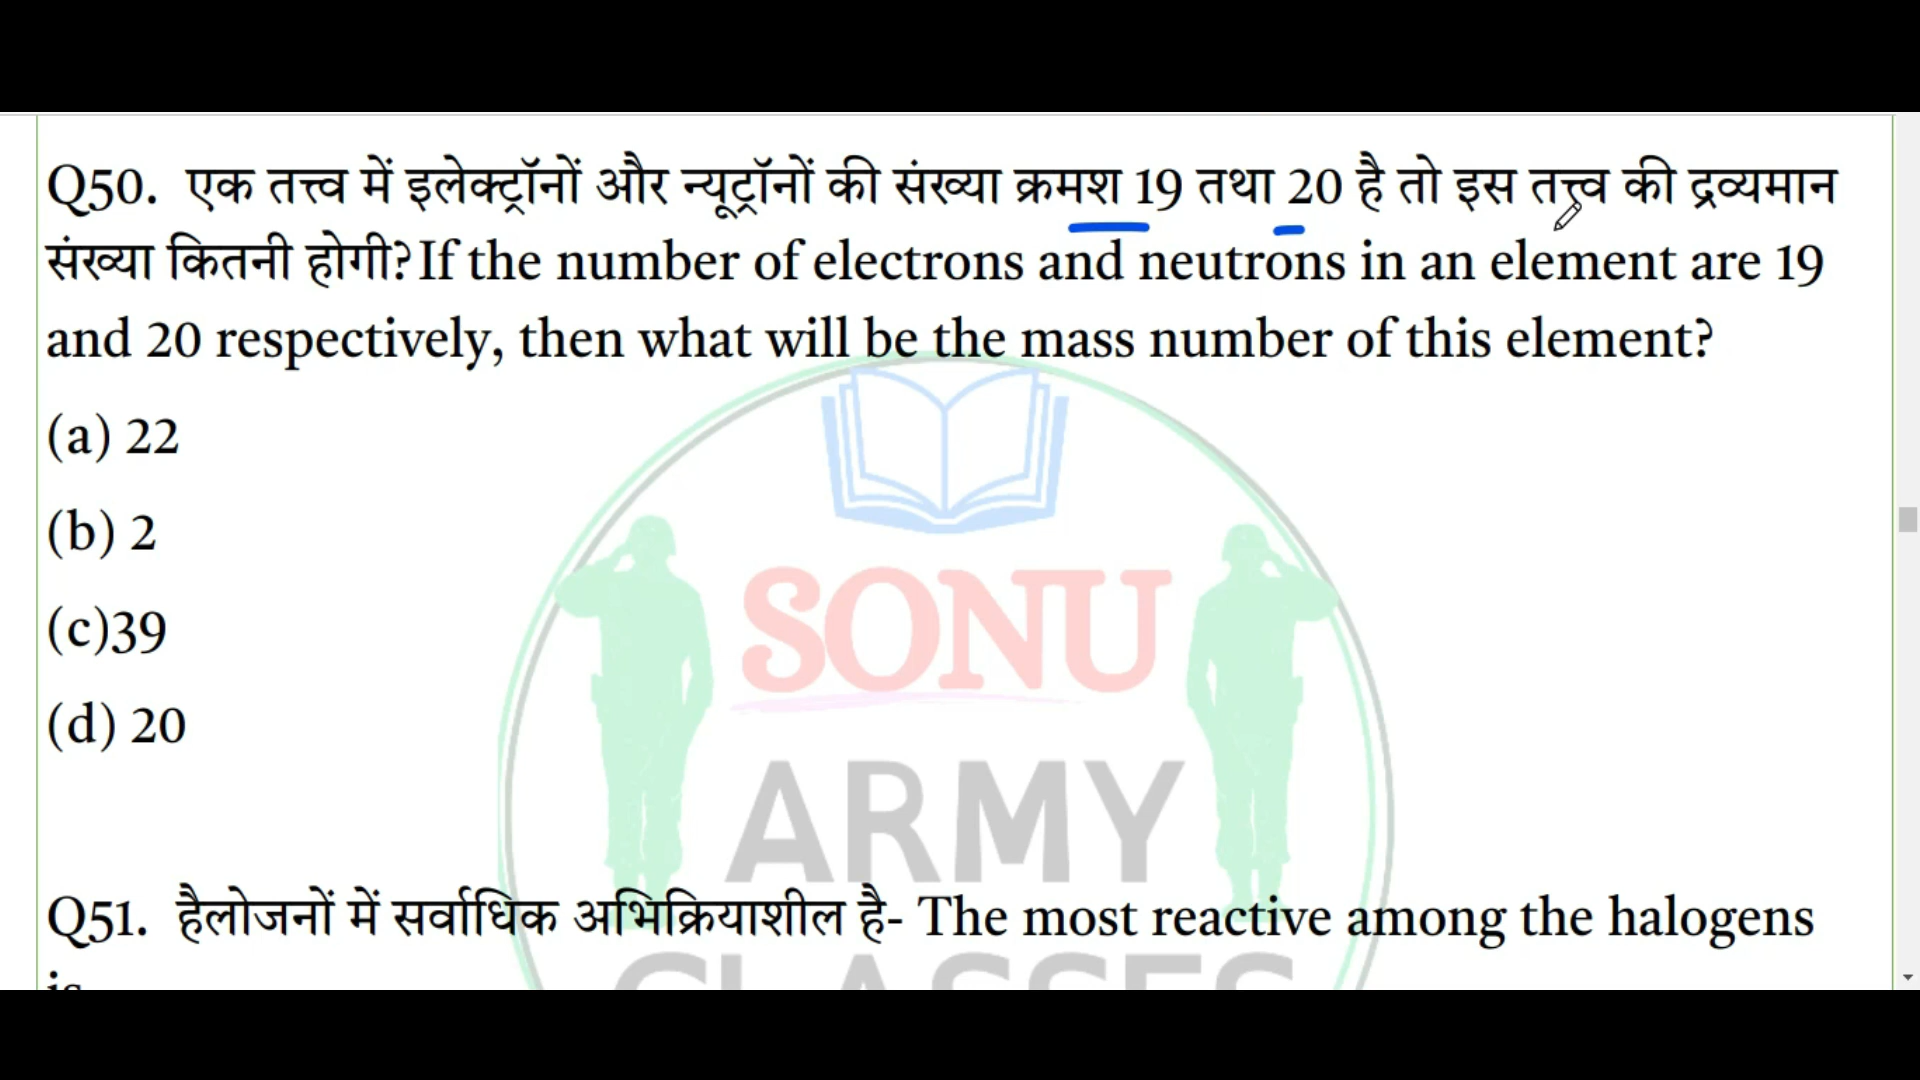 Q50. एक तत्त्व में इलेक्ट्रॉनों और न्यूट्रॉनों की संख्या क्रमश 19 तथा 20 है तो इस तत्त्व की द्रव्यमान
संख्या कितनी होगी? If the number of electrons and neutrons in an element are 19
and 20 respectively, then what will be the mass number of this element?
(a) 22
(b) 2
(c)39
(d) 20
SONU
ARMY
CLASSES
Q51. हैलोजनों में सर्वाधिक अभिक्रियाशील है- The most reactive among the halogens
is